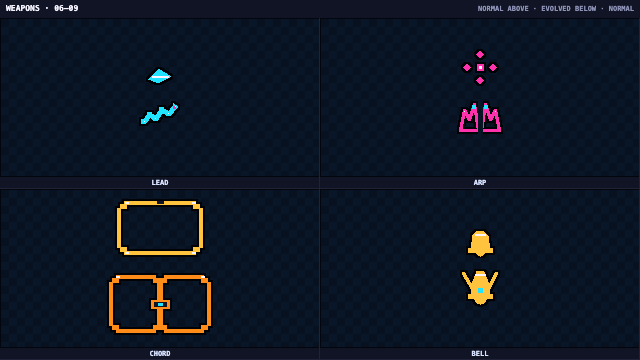 WEAPONS · 06–09
NORMAL ABOVE · EVOLVED BELOW · NORMAL
LEAD
ARP
CHORD
BELL